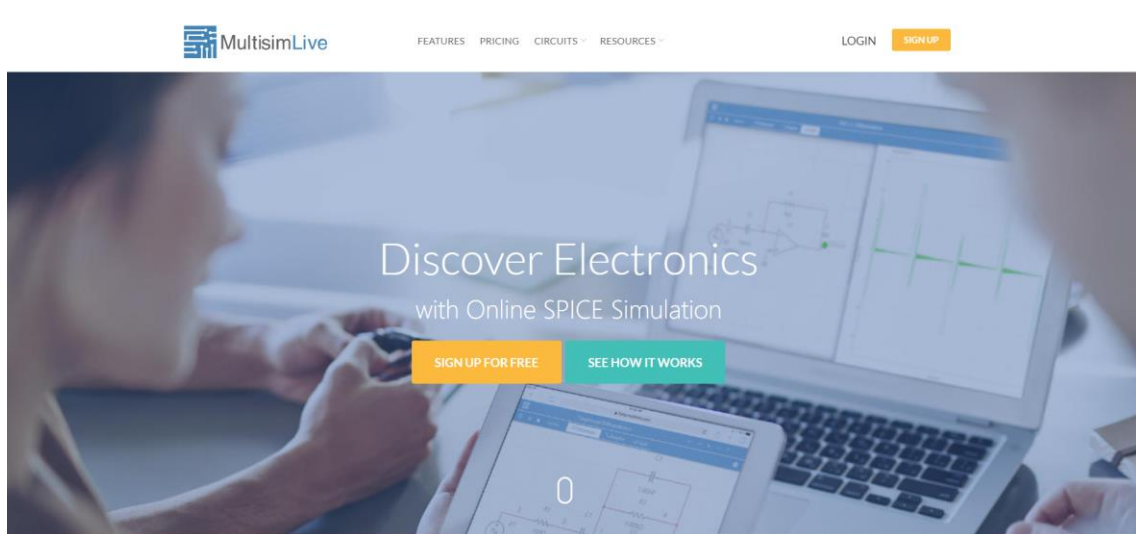 MultisimLive
FEATURES PRICING CIRCUITS RESOURCES
LOGIN SIGN UP
Discover Electronics
with Online SPICE Simulation
SIGN UP FOR FREE SEE HOW IT WORKS
0